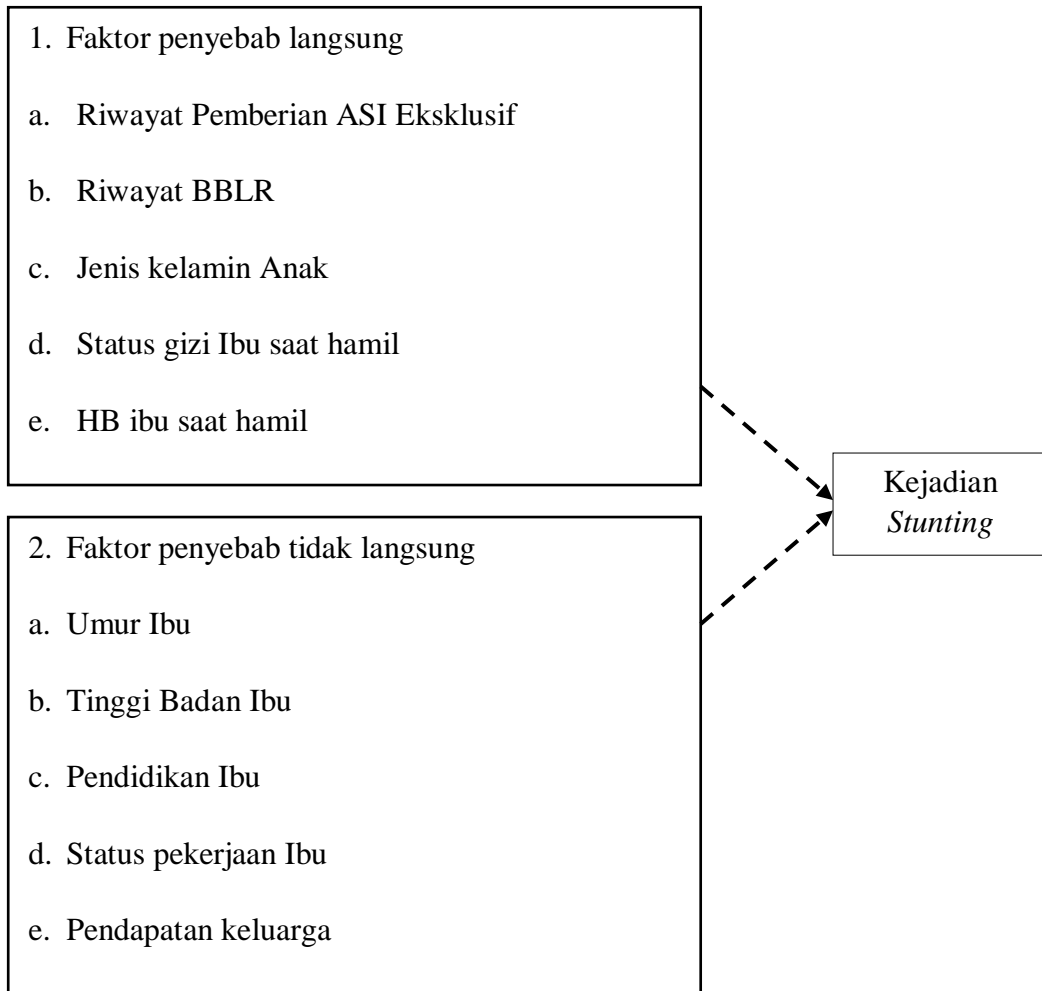 1. Faktor penyebab langsung
a. Riwayat Pemberian ASI Eksklusif
b. Riwayat BBLR
c. Jenis kelamin Anak
d. Status gizi Ibu saat hamil
e. HB ibu saat hamil
Kejadian
Stunting
2. Faktor penyebab tidak langsung
a. Umur Ibu
b. Tinggi Badan Ibu
c. Pendidikan Ibu
d. Status pekerjaan Ibu
e. Pendapatan keluarga